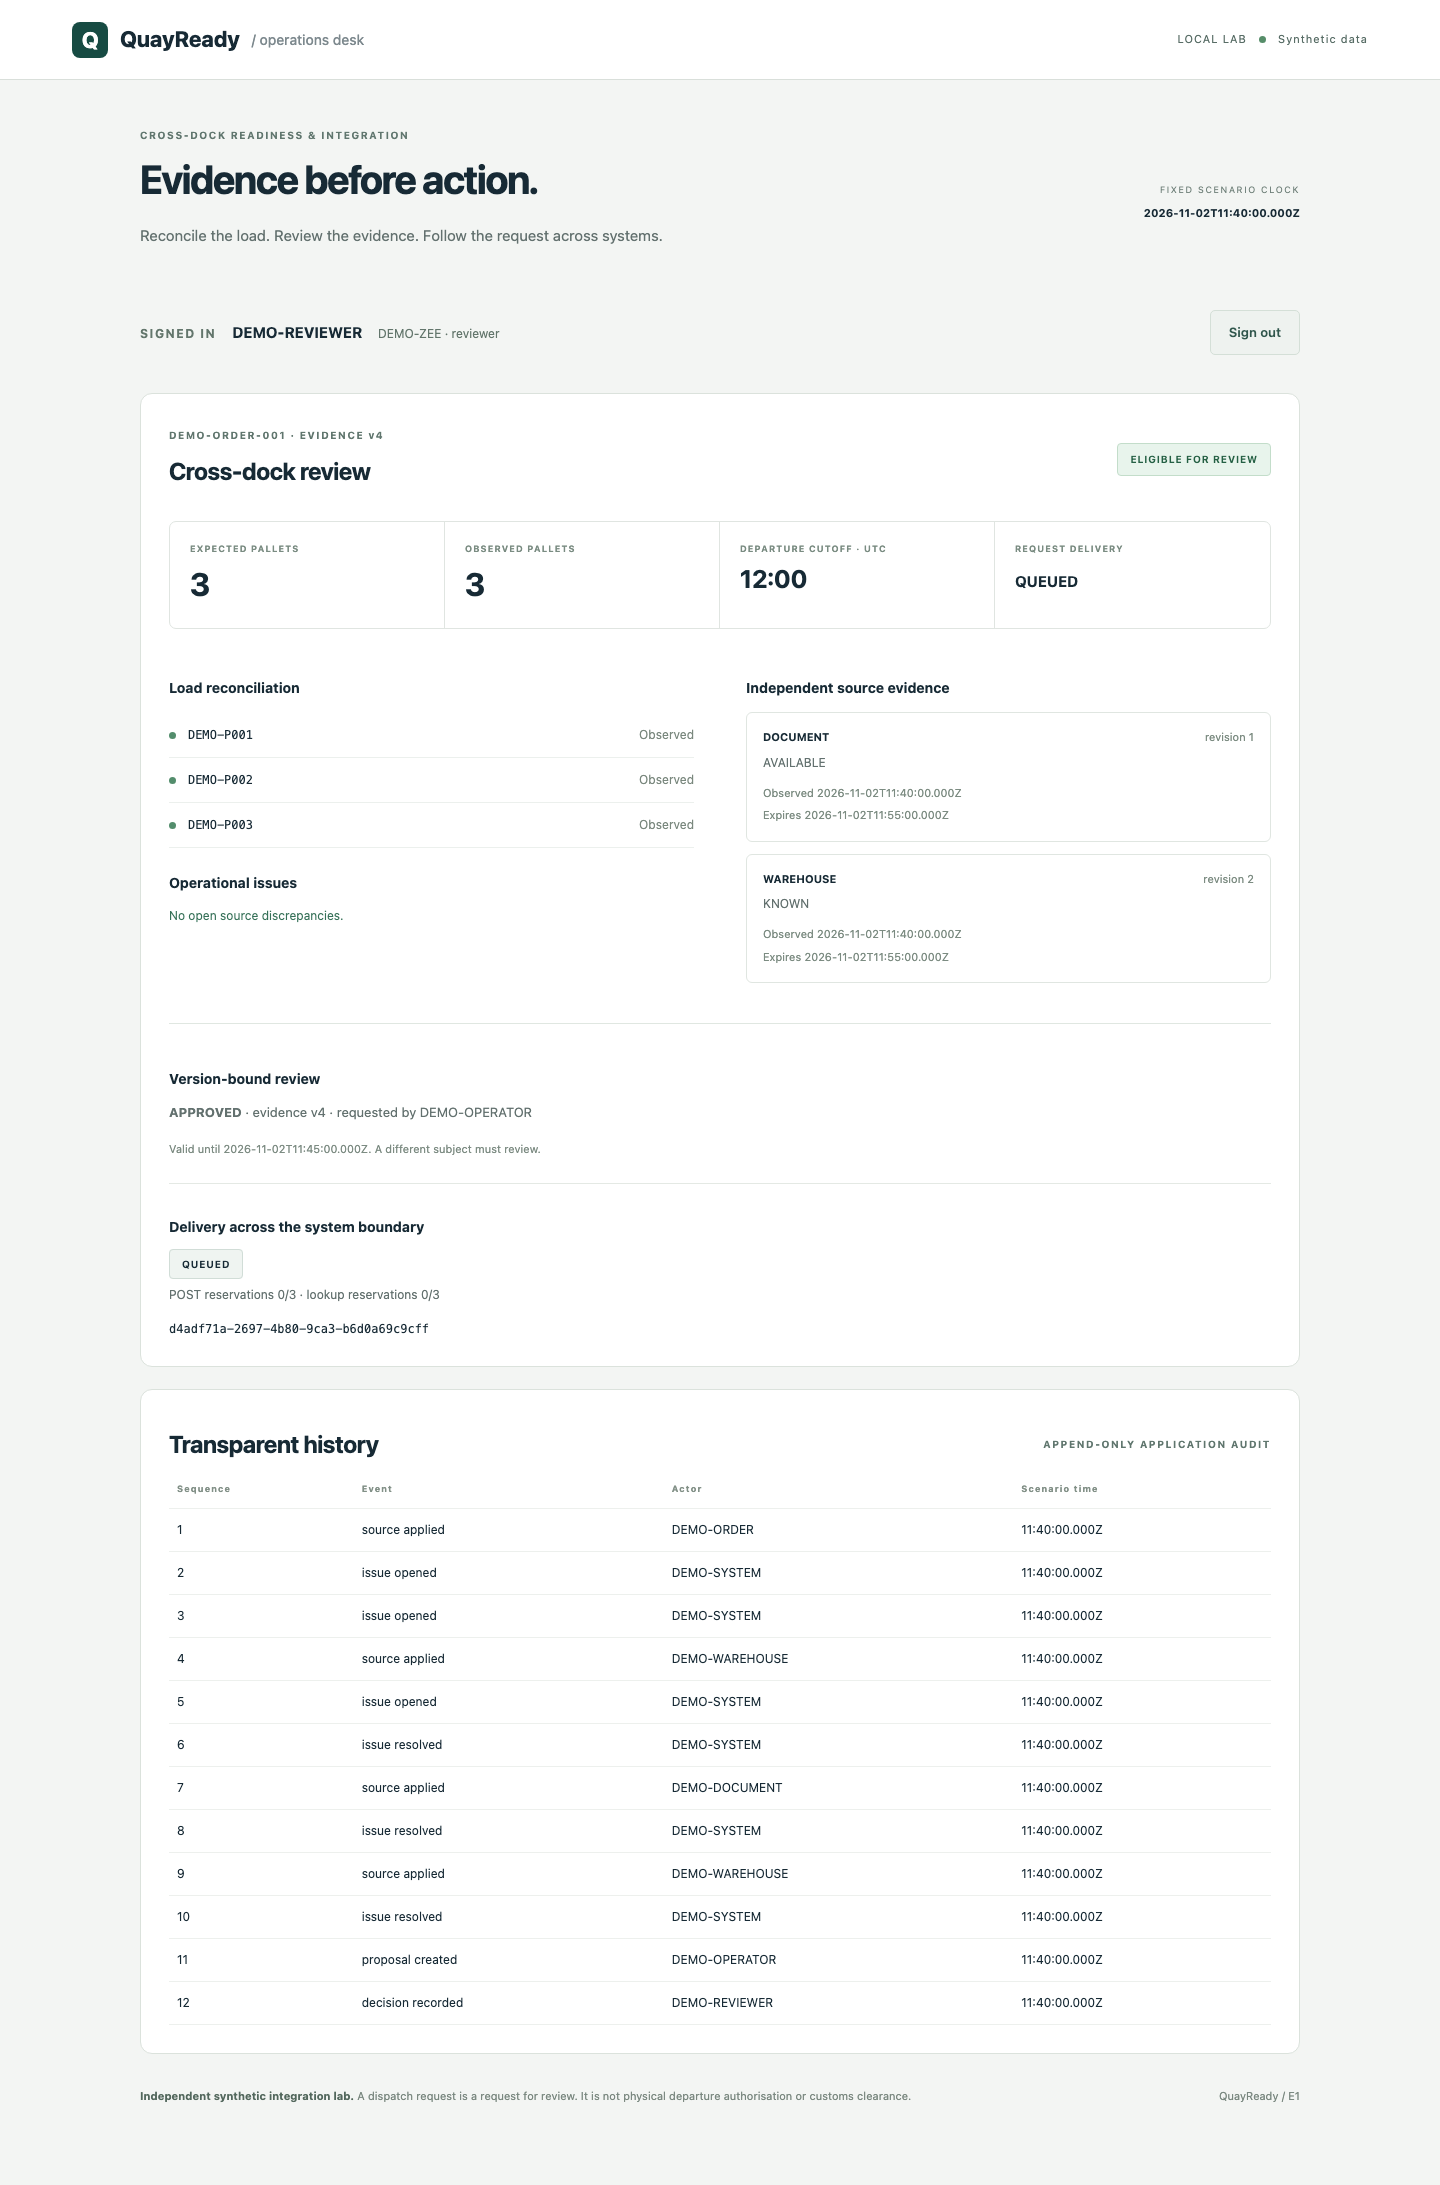 Q QuayReady / operations desk
LOCAL LAB Synthetic data
CROSS-DOCK READINESS & INTEGRATION
Evidence before action.
Reconcile the load. Review the evidence. Follow the request across systems.
FIXED SCENARIO CLOCK
2026-11-02T11:40:00.000Z
SIGNED IN DEMO-REVIEWER DEMO-ZEE · reviewer
Sign out
DEMO-ORDER-001 · EVIDENCE v4
Cross-dock review
ELIGIBLE FOR REVIEW
EXPECTED PALLETS
3
OBSERVED PALLETS
3
DEPARTURE CUTOFF · UTC
12:00
REQUEST DELIVERY
QUEUED
Load reconciliation
DEMO-P001 Observed
DEMO-P002 Observed
DEMO-P003 Observed
Operational issues
No open source discrepancies.
Independent source evidence
DOCUMENT revision 1
AVAILABLE
Observed 2026-11-02T11:40:00.000Z
Expires 2026-11-02T11:55:00.000Z
WAREHOUSE revision 2
KNOWN
Observed 2026-11-02T11:40:00.000Z
Expires 2026-11-02T11:55:00.000Z
Version-bound review
APPROVED · evidence v4 · requested by DEMO-OPERATOR
Valid until 2026-11-02T11:45:00.000Z. A different subject must review.
Delivery across the system boundary
QUEUED
POST reservations 0/3 · lookup reservations 0/3
d4adf71a-2697-4b80-9ca3-b6d0a69c9cff
Transparent history
APPEND-ONLY APPLICATION AUDIT
Sequence Event Actor Scenario time
1 source applied DEMO-ORDER 11:40:00.000Z
2 issue opened DEMO-SYSTEM 11:40:00.000Z
3 issue opened DEMO-SYSTEM 11:40:00.000Z
4 source applied DEMO-WAREHOUSE 11:40:00.000Z
5 issue opened DEMO-SYSTEM 11:40:00.000Z
6 issue resolved DEMO-SYSTEM 11:40:00.000Z
7 source applied DEMO-DOCUMENT 11:40:00.000Z
8 issue resolved DEMO-SYSTEM 11:40:00.000Z
9 source applied DEMO-WAREHOUSE 11:40:00.000Z
10 issue resolved DEMO-SYSTEM 11:40:00.000Z
11 proposal created DEMO-OPERATOR 11:40:00.000Z
12 decision recorded DEMO-REVIEWER 11:40:00.000Z
Independent synthetic integration lab. A dispatch request is a request for review. It is not physical departure authorisation or customs clearance.
QuayReady / E1